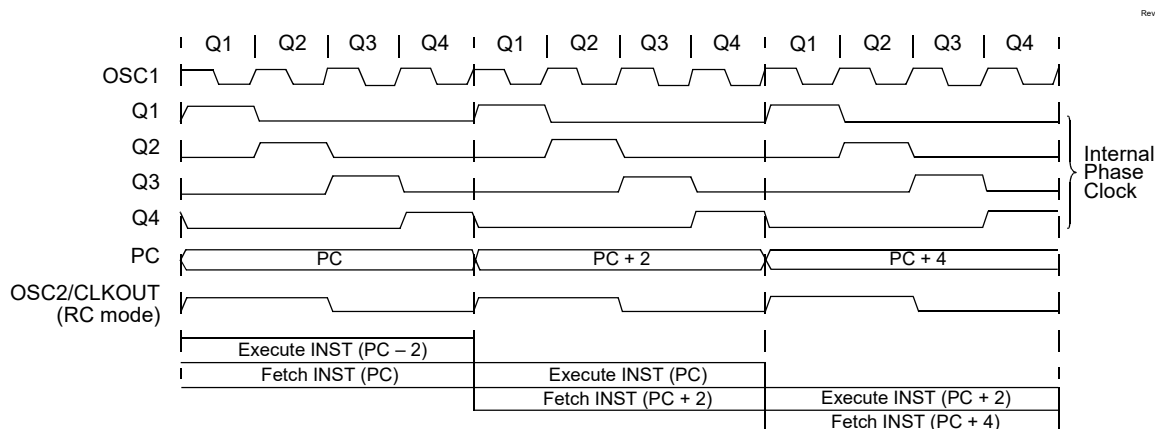 Rev
Q1 Q2 Q3 Q4 Q1 Q2 Q3 Q4 Q1 Q2 Q3 Q4
OSC1
Q1
Q2
Q3
Q4
Internal
Phase
Clock
PC PC PC + 2 PC + 4
OSC2/CLKOUT
(RC mode)
Execute INST (PC – 2)
Fetch INST (PC) Execute INST (PC)
Fetch INST (PC + 2) Execute INST (PC + 2)
Fetch INST (PC + 4)